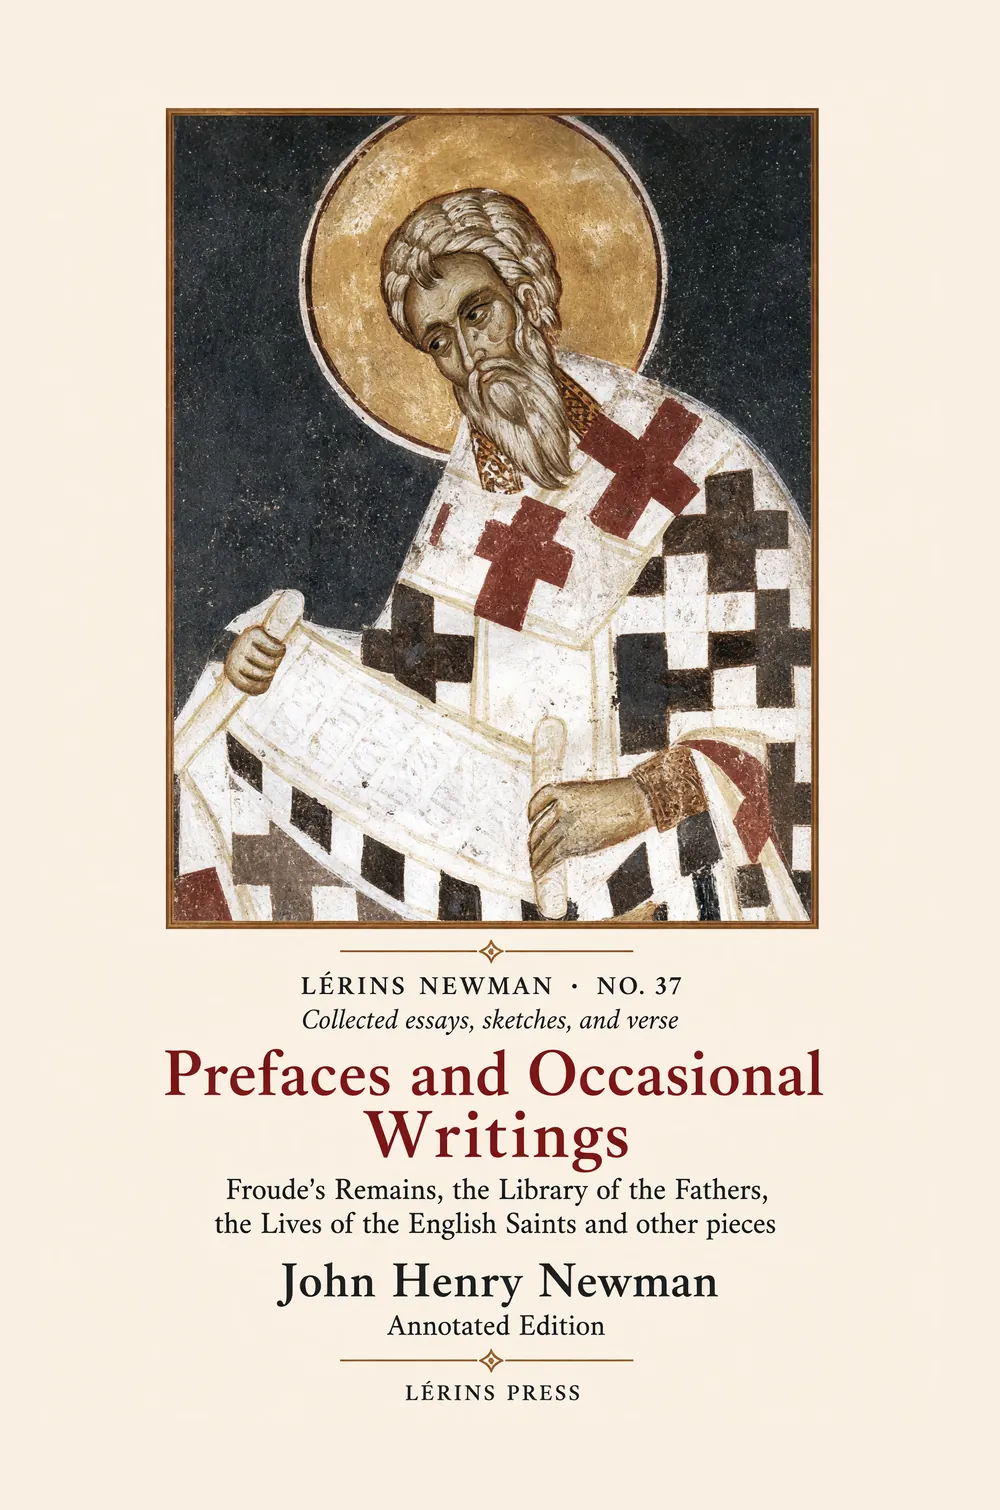 LÉRINS NEWMAN · NO. 37
Collected essays, sketches, and verse
Prefaces and Occasional
Writings
Froude’s Remains, the Library of the Fathers,
the Lives of the English Saints and other pieces
John Henry Newman
Annotated Edition
LÉRINS PRESS